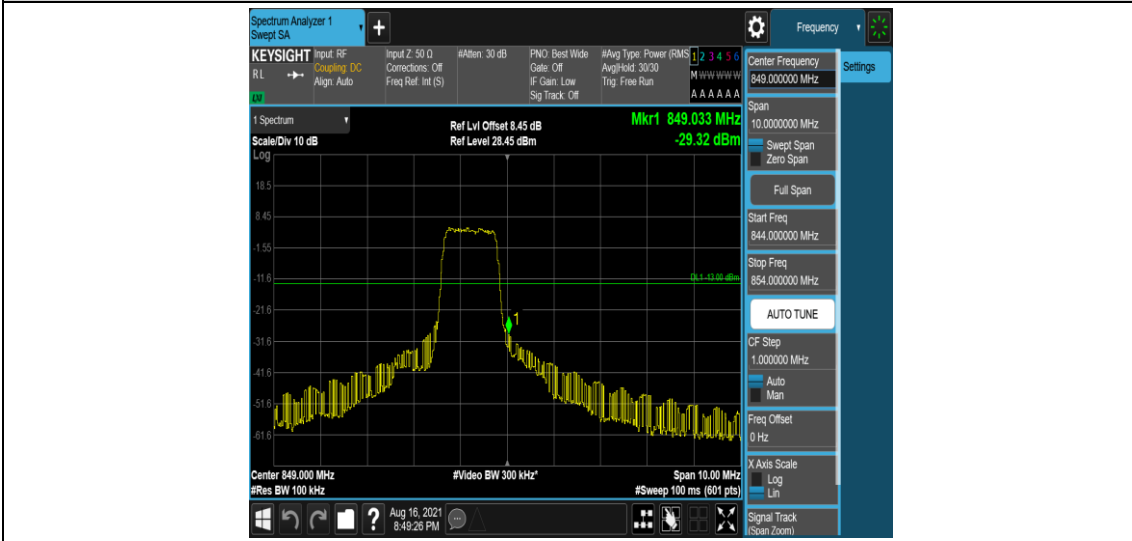 Spectrum Analyzer 1
Swept SA
+
Frequency
KEYSIGHT
RL
Input: RF
Coupling: DC
Align: Auto
Input Z: 50 Ω
Corrections: Off
Freq Ref: Int (S)
#Atten: 30 dB
PNO: Best Wide
Gate: Off
IF Gain: Low
Sig Track: Off
#Avg Type: Power (RMS
Avg|Hold: 30/30
Trig: Free Run
1 2 3 4 5 6
M W W W W W
A A A A A A
1 Spectrum
Scale/Div 10 dB
Log
Ref Lvl Offset 8.45 dB
Ref Level 28.45 dBm
Mkr1 849.033 MHz
-29.32 dBm
18.5
8.45
-1.55
-11.6
DL1 -13.00 dBm
-21.6
1
-31.6
-41.6
-51.6
-61.6
Center 849.000 MHz
#Video BW 300 kHz*
Span 10.00 MHz
#Res BW 100 kHz
#Sweep 100 ms (601 pts)
?
Aug 16, 2021
8:49:26 PM
Center Frequency
849.000000 MHz
Settings
Span
10.0000000 MHz
Swept Span
Zero Span
Full Span
Start Freq
844.000000 MHz
Stop Freq
854.000000 MHz
AUTO TUNE
CF Step
1.000000 MHz
Auto
Man
Freq Offset
0 Hz
X Axis Scale
Log
Lin
Signal Track
(Span Zoom)